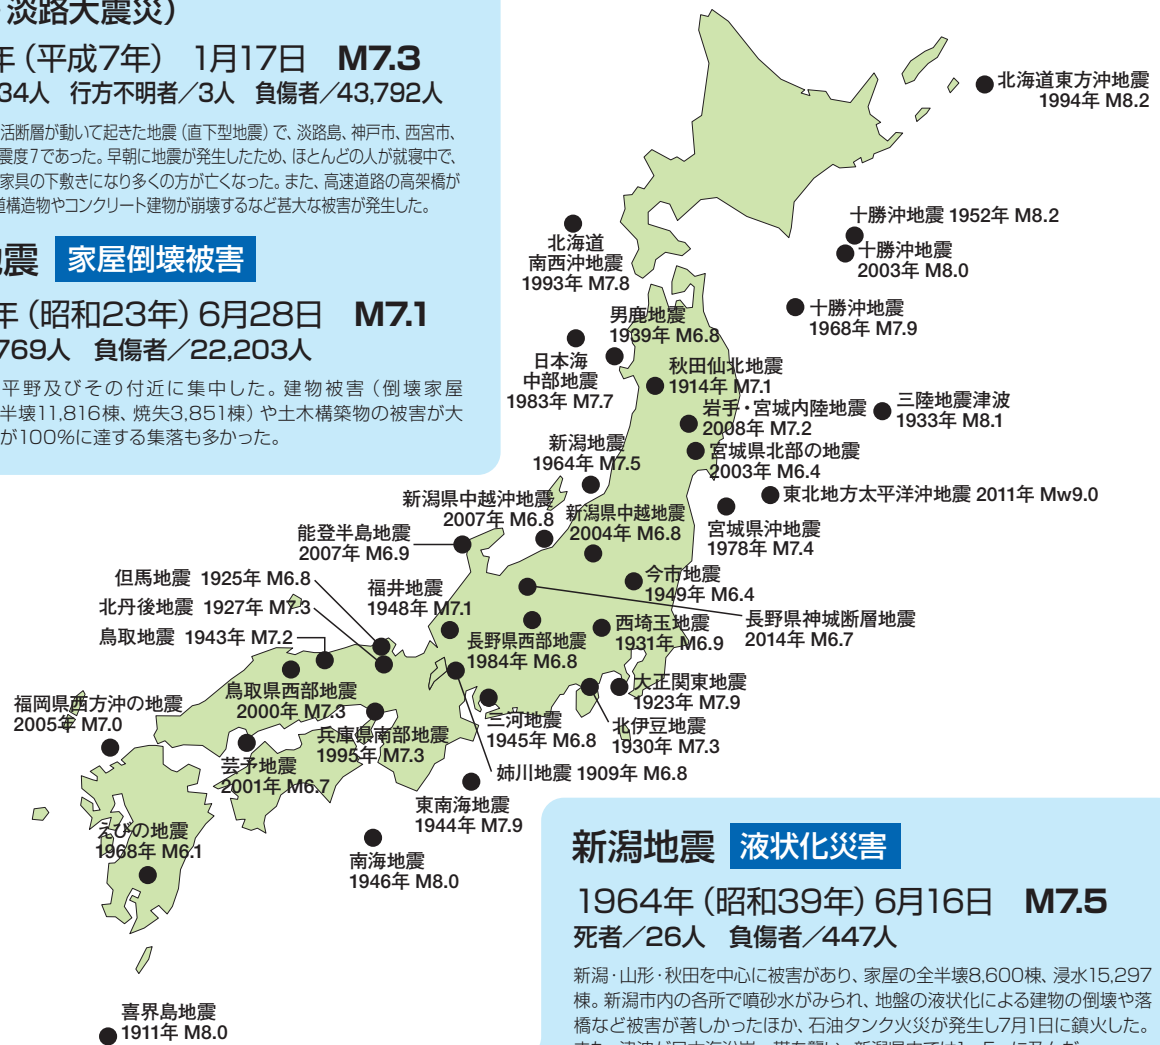 淡路大震災）
年（平成7年） 1月17日 M7.3
34人 行方不明者／3人 負傷者／43,792人
活断層が動いて起きた地震（直下型地震）で、淡路島、神戸市、西宮市、
震度7であった。早朝に地震が発生したため、ほとんどの人が就寝中で、
家具の下敷きになり多くの方が亡くなった。また、高速道路の高架橋が
道構造物やコンクリート建物が崩壊するなど甚大な被害が発生した。
地震 家屋倒壊被害
年（昭和23年）6月28日 M7.1
769人 負傷者／22,203人
平野及びその付近に集中した。建物被害（倒壊家屋
半壊11,816棟、焼失3,851棟）や土木構築物の被害が大
が100％に達する集落も多かった。
北海道東方沖地震
1994年 M8.2
十勝沖地震 1952年 M8.2
十勝沖地震
2003年 M8.0
北海道
南西沖地震
1993年 M7.8
十勝沖地震
1968年 M7.9
男鹿地震
1939年 M6.8
日本海
中部地震
1983年 M7.7
秋田仙北地震
1914年 M7.1
岩手・宮城内陸地震
2008年 M7.2
三陸地震津波
1933年 M8.1
宮城県北部の地震
2003年 M6.4
新潟地震
1964年 M7.5
東北地方太平洋沖地震 2011年 Mw9.0
新潟県中越沖地震
2007年 M6.8
新潟県中越地震
2004年 M6.8
宮城県沖地震
1978年 M7.4
能登半島地震
2007年 M6.9
但馬地震 1925年 M6.8
北丹後地震 1927年 M7.3
鳥取地震 1943年 M7.2
福井地震
1948年 M7.1
今市地震
1949年 M6.4
長野県神城断層地震
2014年 M6.7
西埼玉地震
1931年 M6.9
長野県西部地震
1984年 M6.8
鳥取県西部地震
2000年 M7.3
大正関東地震
1923年 M7.9
福岡県西方沖の地震
2005年 M7.0
兵庫県南部地震
1995年 M7.3
三河地震
1945年 M6.8
北伊豆地震
1930年 M7.3
芸予地震
2001年 M6.7
姉川地震 1909年 M6.8
東南海地震
1944年 M7.9
えびの地震
1968年 M6.1
南海地震
1946年 M8.0
喜界島地震
1911年 M8.0
新潟地震 液状化災害
1964年（昭和39年）6月16日 M7.5
死者／26人 負傷者／447人
新潟・山形・秋田を中心に被害があり、家屋の全半壊8,600棟、浸水15,297
棟。新潟市内の各所で噴砂水がみられ、地盤の液状化による建物の倒壊や落
橋など被害が著しかったほか、石油タンク火災が発生し7月1日に鎮火した。